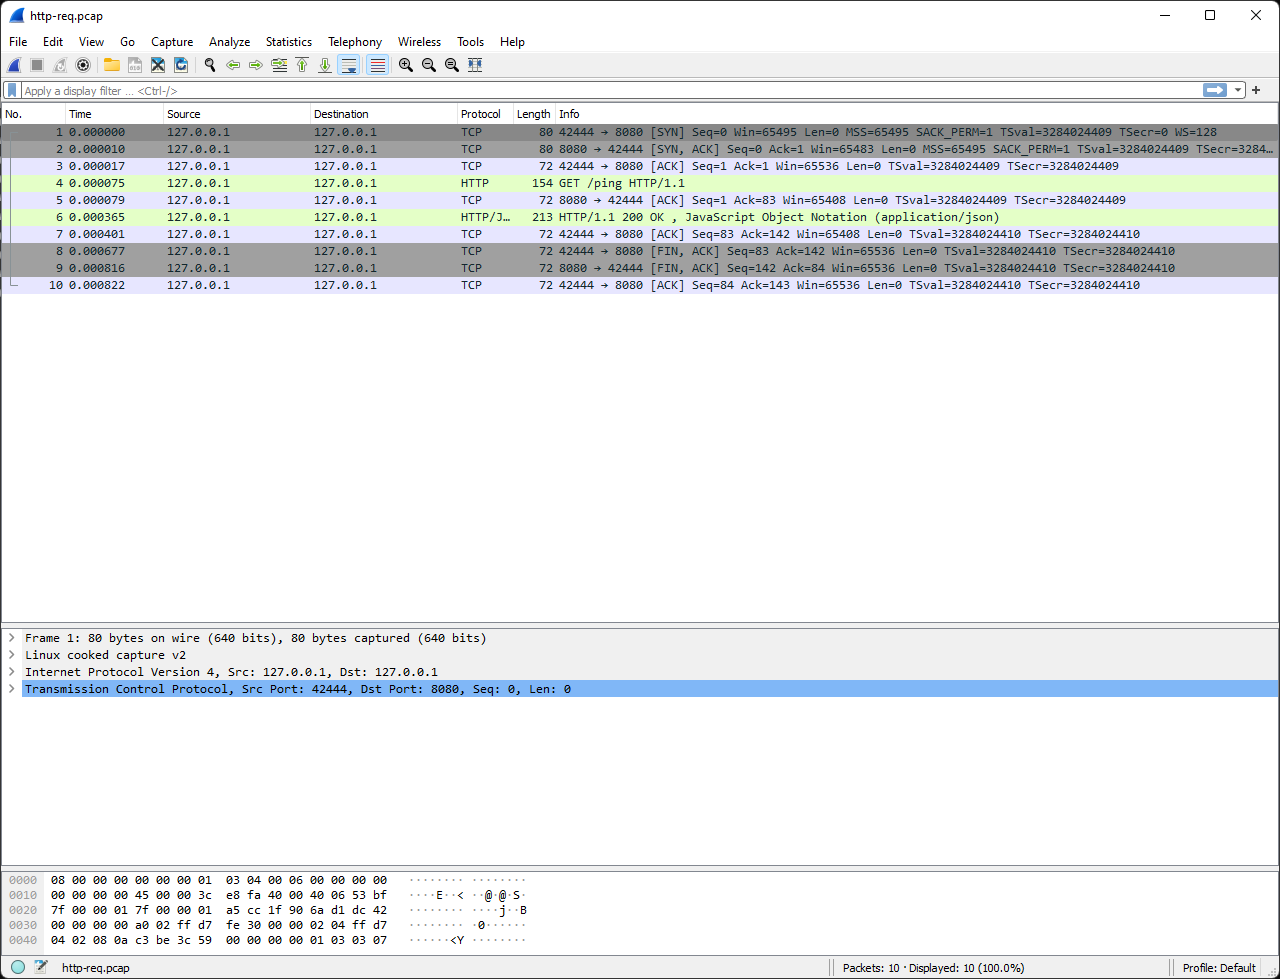 http-req.pcap
File Edit View Go Capture Analyze Statistics Telephony Wireless Tools Help
Apply a display filter ... <Ctrl-/>
No. Time Source Destination Protocol Length Info
1 0.000000 127.0.0.1 127.0.0.1 TCP 80 42444 → 8080 [SYN] Seq=0 Win=65495 Len=0 MSS=65495 SACK_PERM=1 TSval=3284024409 TSecr=0 WS=128
2 0.000010 127.0.0.1 127.0.0.1 TCP 80 8080 → 42444 [SYN, ACK] Seq=0 Ack=1 Win=65483 Len=0 MSS=65495 SACK_PERM=1 TSval=3284024409 TSecr=3284...
3 0.000017 127.0.0.1 127.0.0.1 TCP 72 42444 → 8080 [ACK] Seq=1 Ack=1 Win=65536 Len=0 TSval=3284024409 TSecr=3284024409
4 0.000075 127.0.0.1 127.0.0.1 HTTP 154 GET /ping HTTP/1.1
5 0.000079 127.0.0.1 127.0.0.1 TCP 72 8080 → 42444 [ACK] Seq=1 Ack=83 Win=65408 Len=0 TSval=3284024409 TSecr=3284024409
6 0.000365 127.0.0.1 127.0.0.1 HTTP/J... 213 HTTP/1.1 200 OK , JavaScript Object Notation (application/json)
7 0.000401 127.0.0.1 127.0.0.1 TCP 72 42444 → 8080 [ACK] Seq=83 Ack=142 Win=65408 Len=0 TSval=3284024410 TSecr=3284024410
8 0.000677 127.0.0.1 127.0.0.1 TCP 72 42444 → 8080 [FIN, ACK] Seq=83 Ack=142 Win=65536 Len=0 TSval=3284024410 TSecr=3284024410
9 0.000816 127.0.0.1 127.0.0.1 TCP 72 8080 → 42444 [FIN, ACK] Seq=142 Ack=84 Win=65536 Len=0 TSval=3284024410 TSecr=3284024410
10 0.000822 127.0.0.1 127.0.0.1 TCP 72 42444 → 8080 [ACK] Seq=84 Ack=143 Win=65536 Len=0 TSval=3284024410 TSecr=3284024410
Frame 1: 80 bytes on wire (640 bits), 80 bytes captured (640 bits)
Linux cooked capture v2
Internet Protocol Version 4, Src: 127.0.0.1, Dst: 127.0.0.1
Transmission Control Protocol, Src Port: 42444, Dst Port: 8080, Seq: 0, Len: 0
0000 08 00 00 00 00 00 00 01 03 04 00 06 00 00 00 00 ········ ········
0010 00 00 00 00 45 00 00 3c e8 fa 40 00 40 06 53 bf ····E··< ··@·@·S·
0020 7f 00 00 01 7f 00 00 01 a5 cc 1f 90 6a d1 dc 42 ········ ····j··B
0030 00 00 00 00 a0 02 ff d7 fe 30 00 00 02 04 ff d7 ········ ·0······
0040 04 02 08 0a c3 be 3c 59 00 00 00 00 01 03 03 07 ······<Y ········
http-req.pcap Packets: 10 · Displayed: 10 (100.0%) Profile: Default